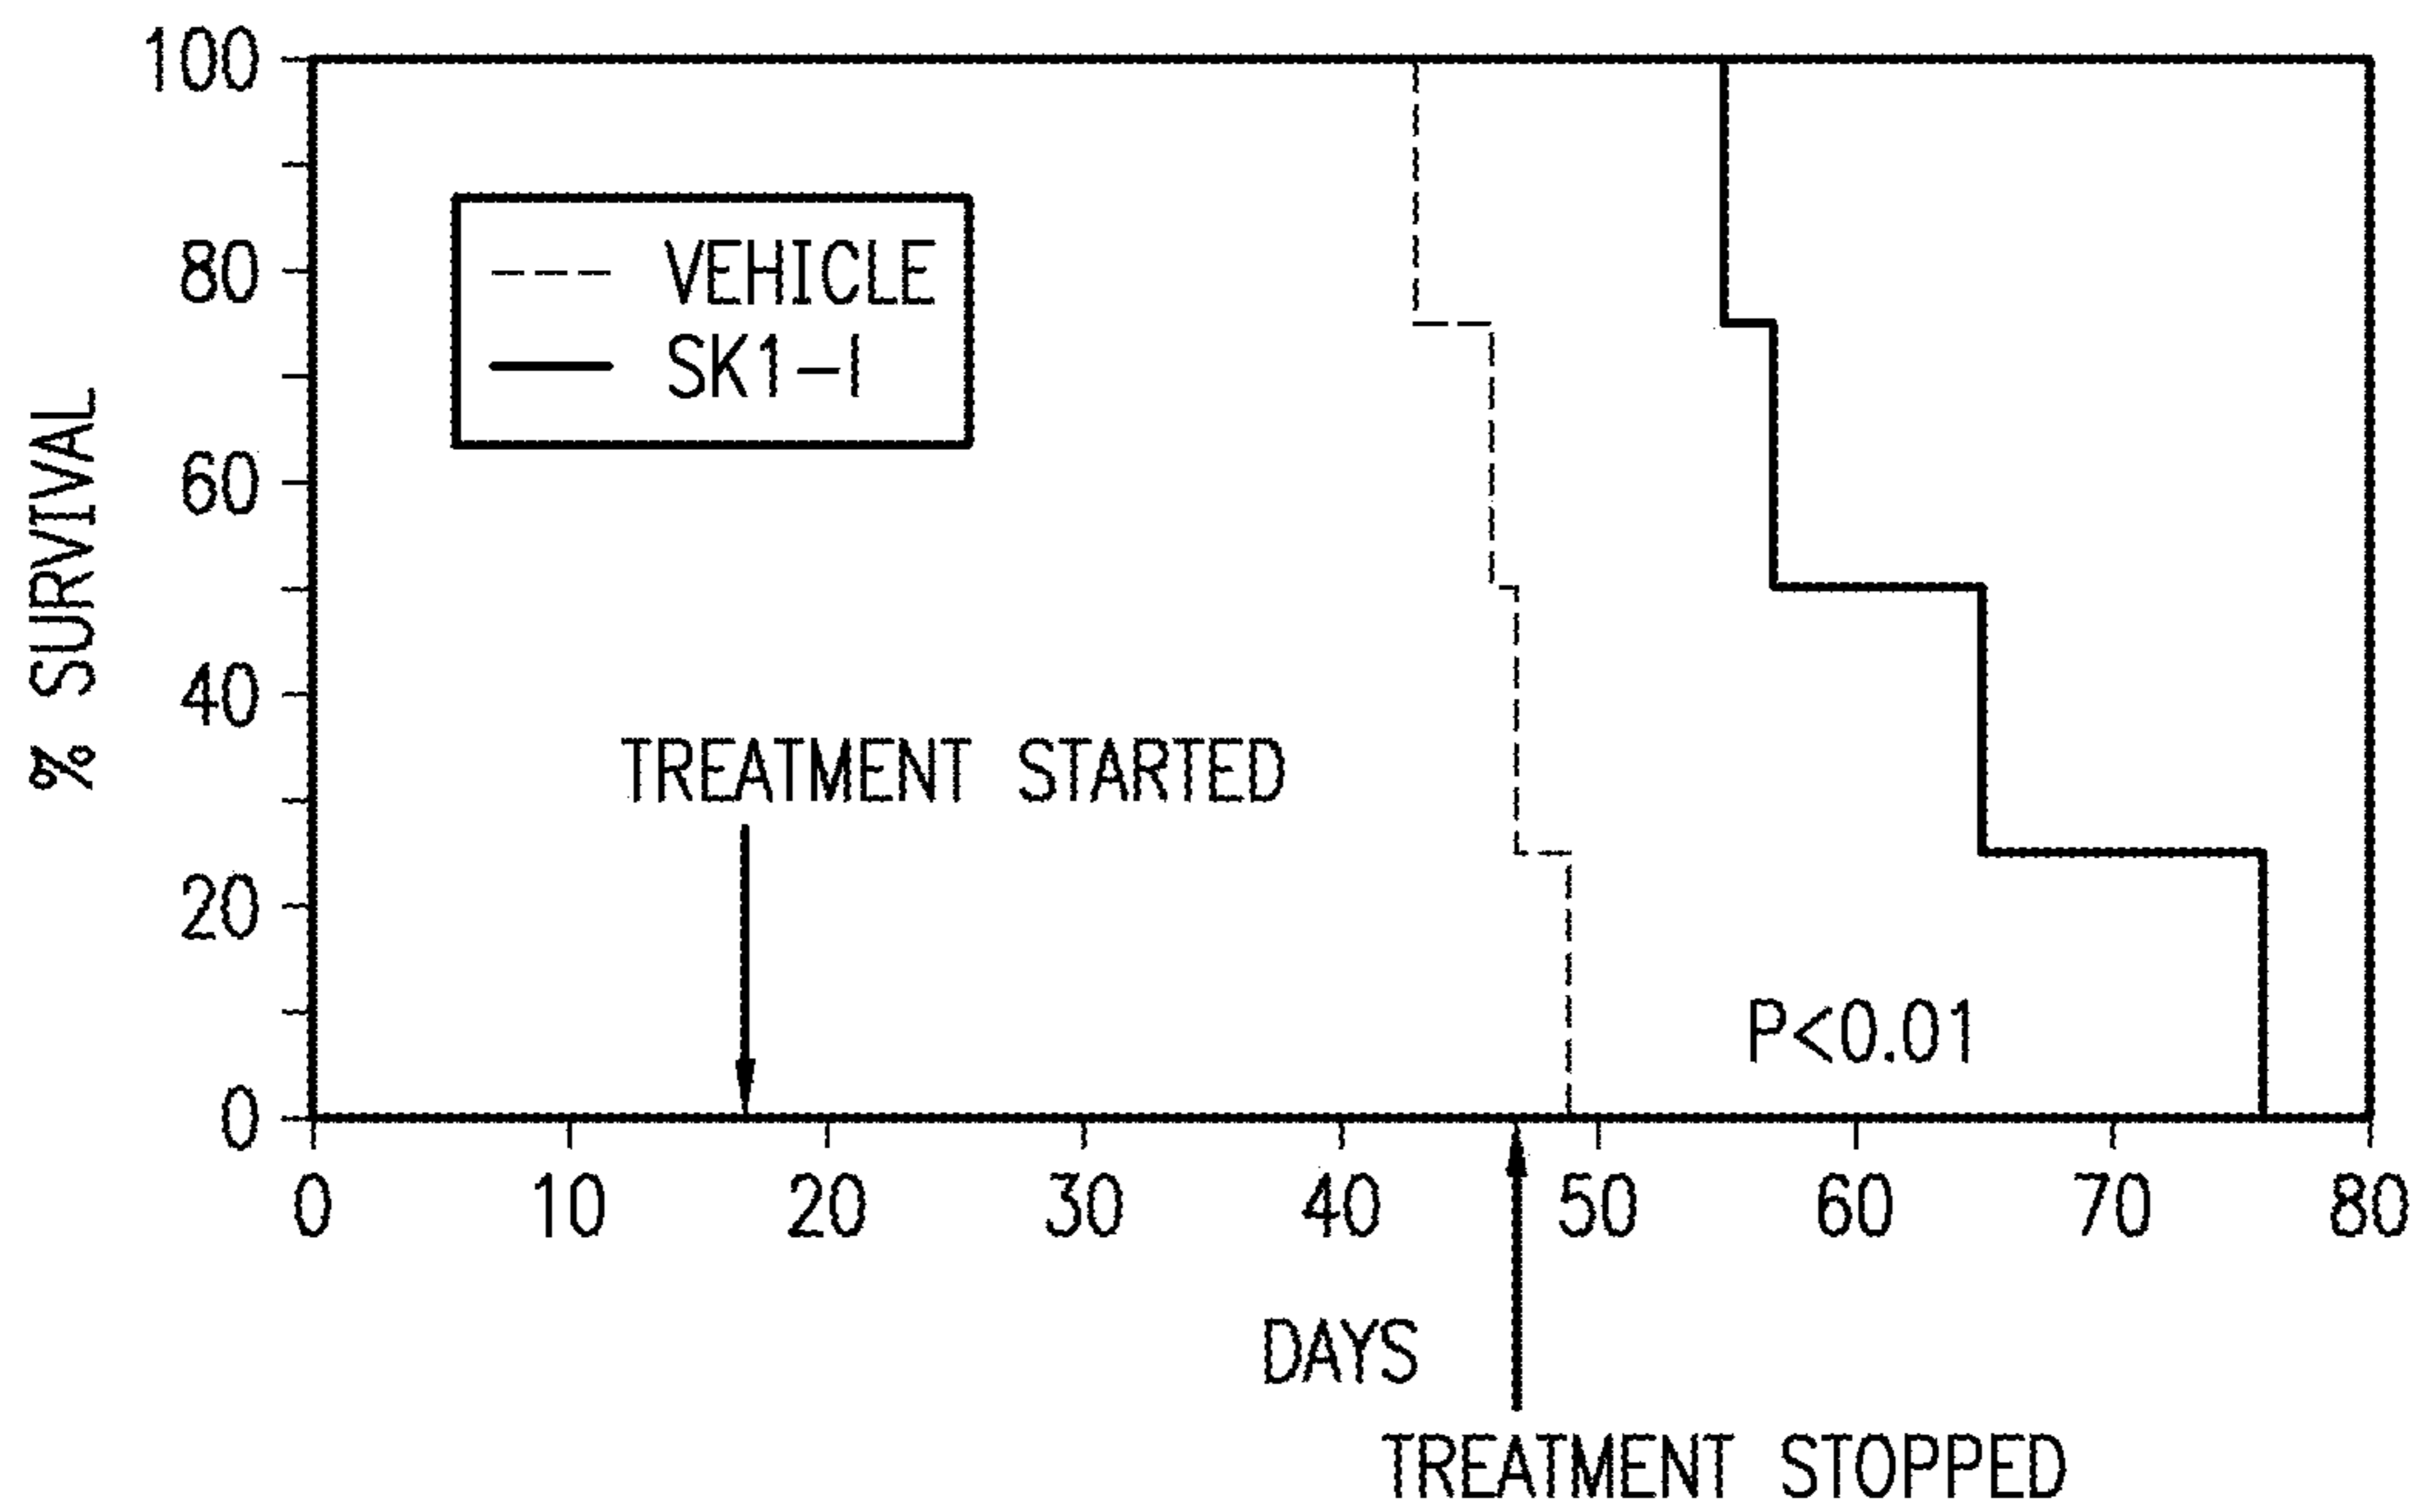 100
80
60
40
20
0
% SURVIVAL
VEHICLE
SK1-I
TREATMENT STARTED
P<0.01
0 10 20 30 40 50 60 70 80
DAYS
TREATMENT STOPPED